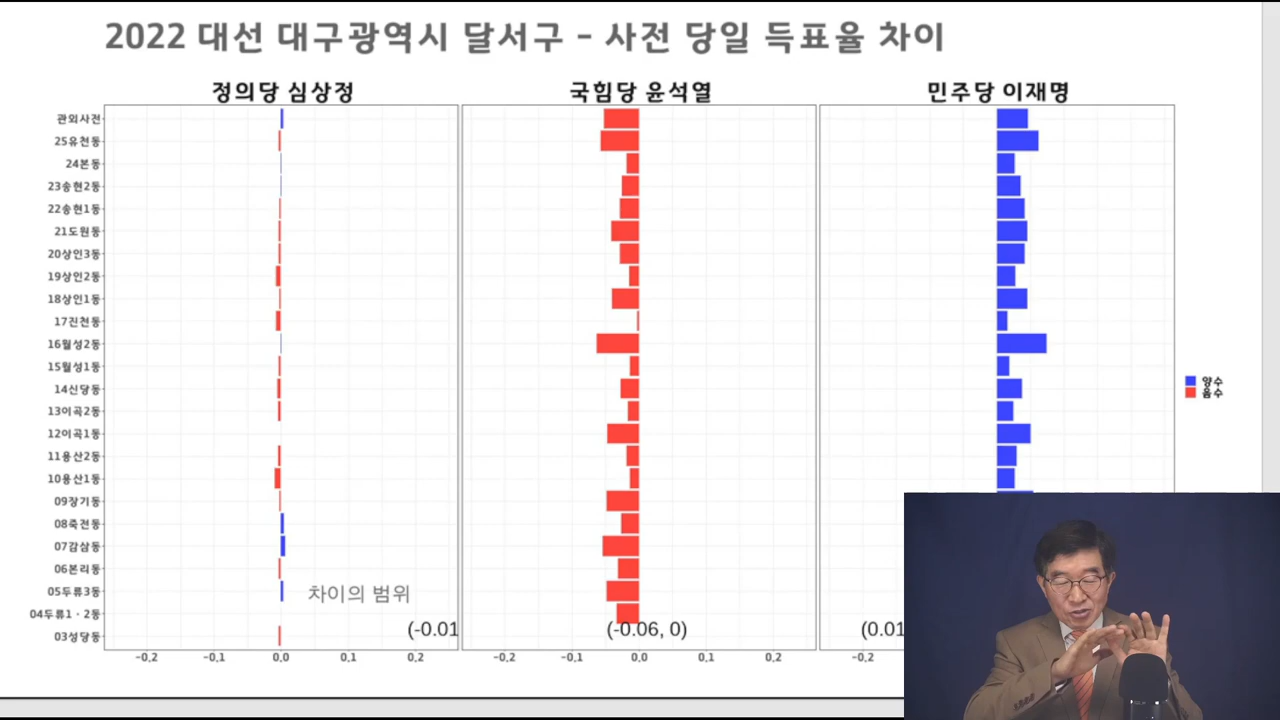 2022 대선 대구광역시 달서구 - 사전 당일 득표율 차이
정의당 심상정
국힘당 윤석열
민주당 이재명
관외사전
25유천동
24본동
23송현2동
22송현1동
21도원동
20상인3동
19상인2동
18상인1동
17진천동
16월성2동
15월성1동
14신당동
13이곡2동
12이곡1동
11용산2동
10용산1동
09장기동
08죽전동
07감삼동
06본리동
05두류3동
04두류1·2동
03성당동
양수
음수
차이의 범위
(-0.01
(-0.06, 0)
(0.01
-0.2 -0.1 0.0 0.1 0.2
-0.2 -0.1 0.0 0.1 0.2
-0.2